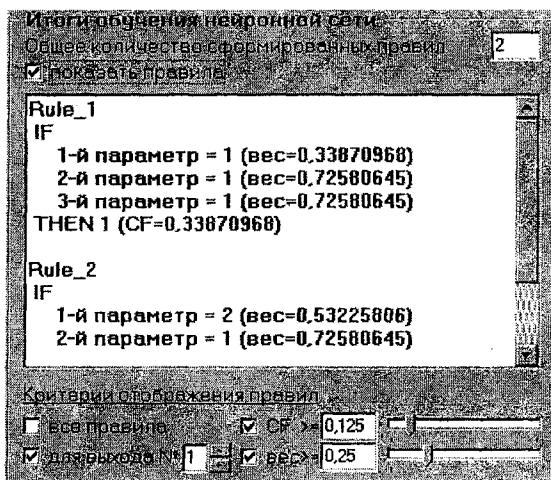 Итоги обучения нейронной сети
Общее количество сформированных правил 2
показать правила
Rule_1
IF
1-й параметр = 1 (вес=0,33870968)
2-й параметр = 1 (вес=0,72580645)
3-й параметр = 1 (вес=0,72580645)
THEN 1 (CF=0,33870968)
Rule_2
IF
1-й параметр = 2 (вес=0,53225806)
2-й параметр = 1 (вес=0,72580645)
Критерии отображения правил
все правила CF >= 0,125
для выхода № 1 вес>= 0,25